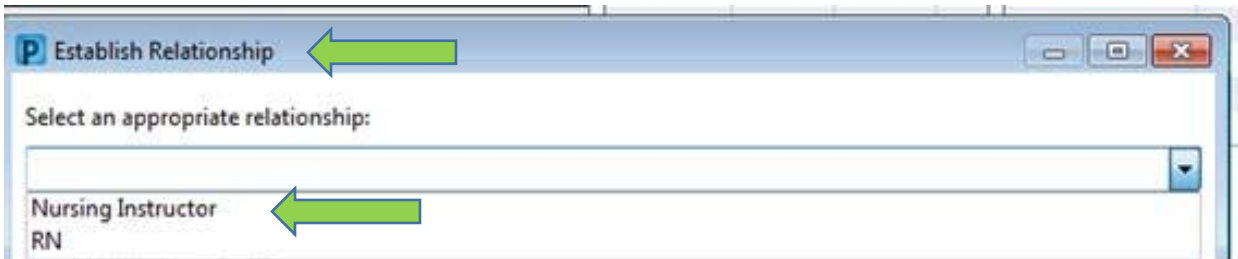 P Establish Relationship
Select an appropriate relationship:
Nursing Instructor
RN